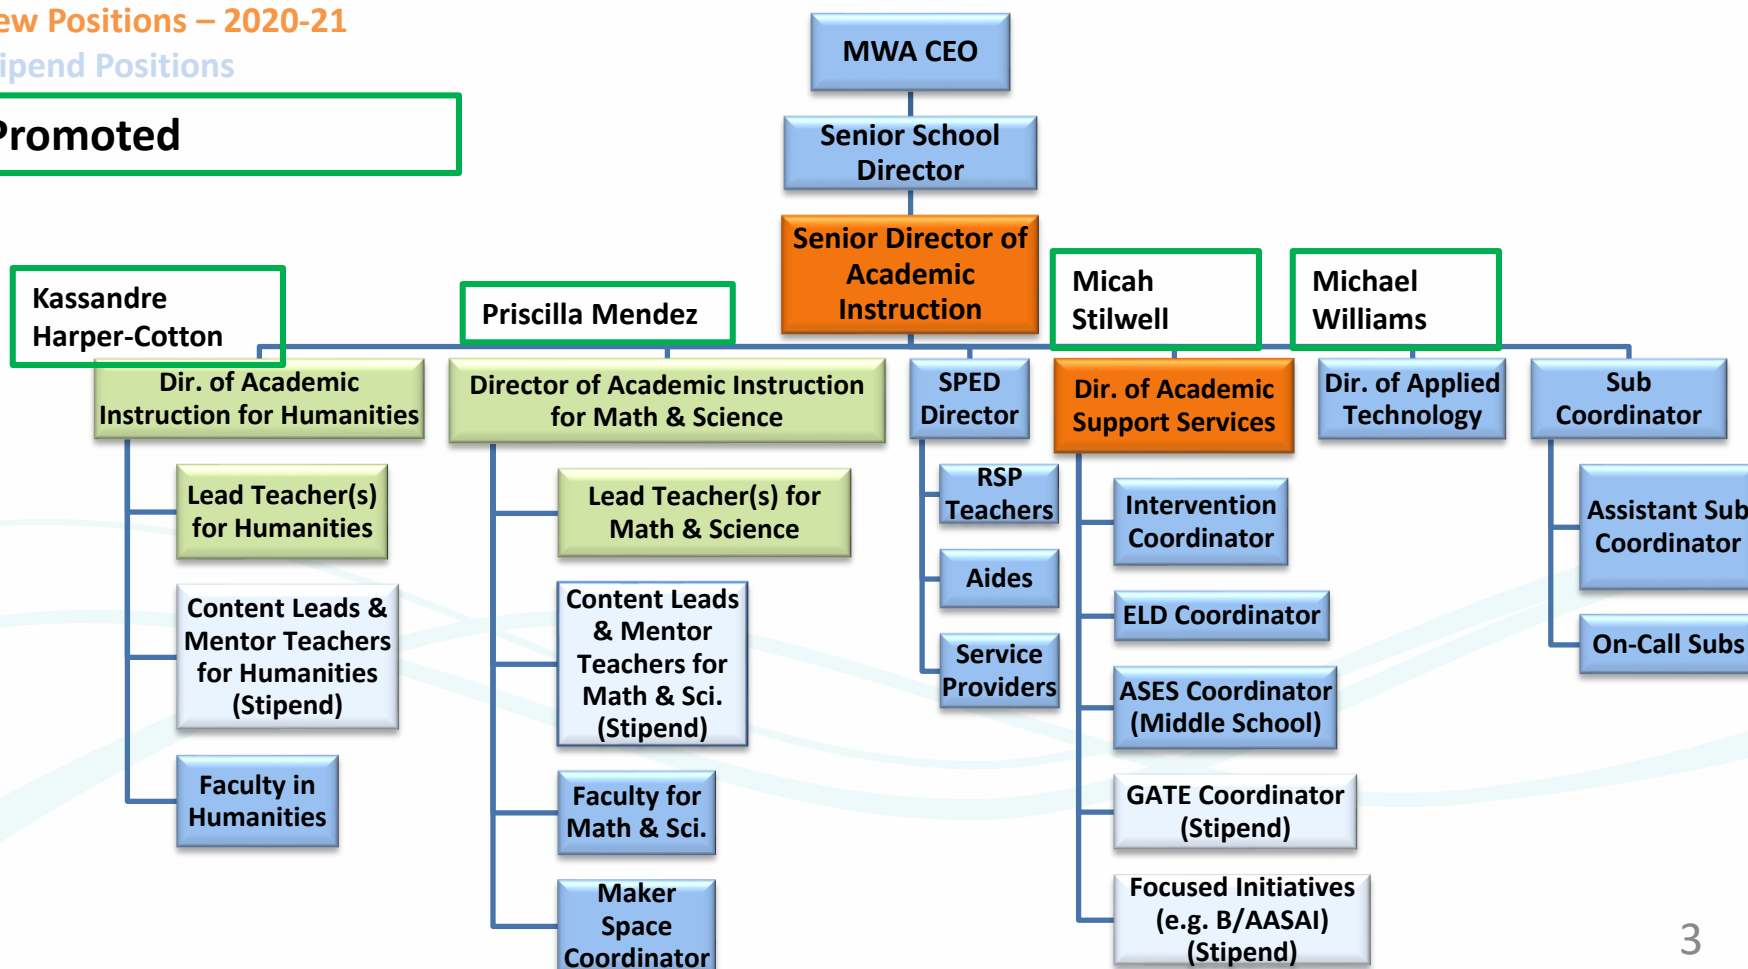 ew Positions – 2020-21
ipend Positions
Promoted
MWA CEO
Senior School
Director
Senior Director of
Academic
Instruction
Kassandre
Harper-Cotton
Priscilla Mendez
Micah
Stilwell
Michael
Williams
Dir. of Academic
Instruction for Humanities
Director of Academic Instruction
for Math & Science
SPED
Director
Dir. of Academic
Support Services
Dir. of Applied
Technology
Sub
Coordinator
Lead Teacher(s)
for Humanities
Content Leads &
Mentor Teachers
for Humanities
(Stipend)
Faculty in
Humanities
Lead Teacher(s) for
Math & Science
Content Leads
& Mentor
Teachers for
Math & Sci.
(Stipend)
Faculty for
Math & Sci.
Maker
Space
Coordinator
RSP
Teachers
Aides
Service
Providers
Intervention
Coordinator
ELD Coordinator
ASES Coordinator
(Middle School)
GATE Coordinator
(Stipend)
Focused Initiatives
(e.g. B/AASAI)
(Stipend)
Assistant Sub
Coordinator
On-Call Subs
3